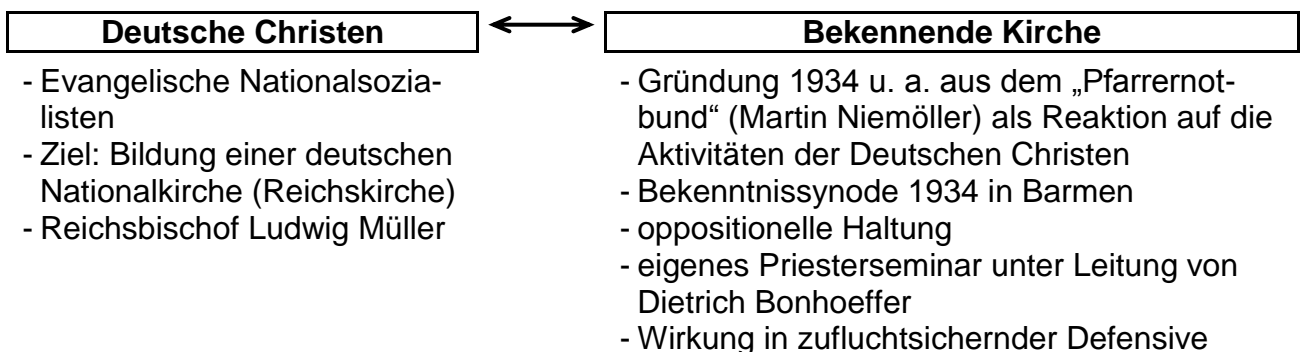 Deutsche Christen
- Evangelische Nationalsozia-
listen
- Ziel: Bildung einer deutschen
Nationalkirche (Reichskirche)
- Reichsbischof Ludwig Müller
Bekennende Kirche
- Gründung 1934 u. a. aus dem „Pfarrernot-
bund“ (Martin Niemöller) als Reaktion auf die
Aktivitäten der Deutschen Christen
- Bekenntnissynode 1934 in Barmen
- oppositionelle Haltung
- eigenes Priesterseminar unter Leitung von
Dietrich Bonhoeffer
- Wirkung in zufluchtsichernder Defensive